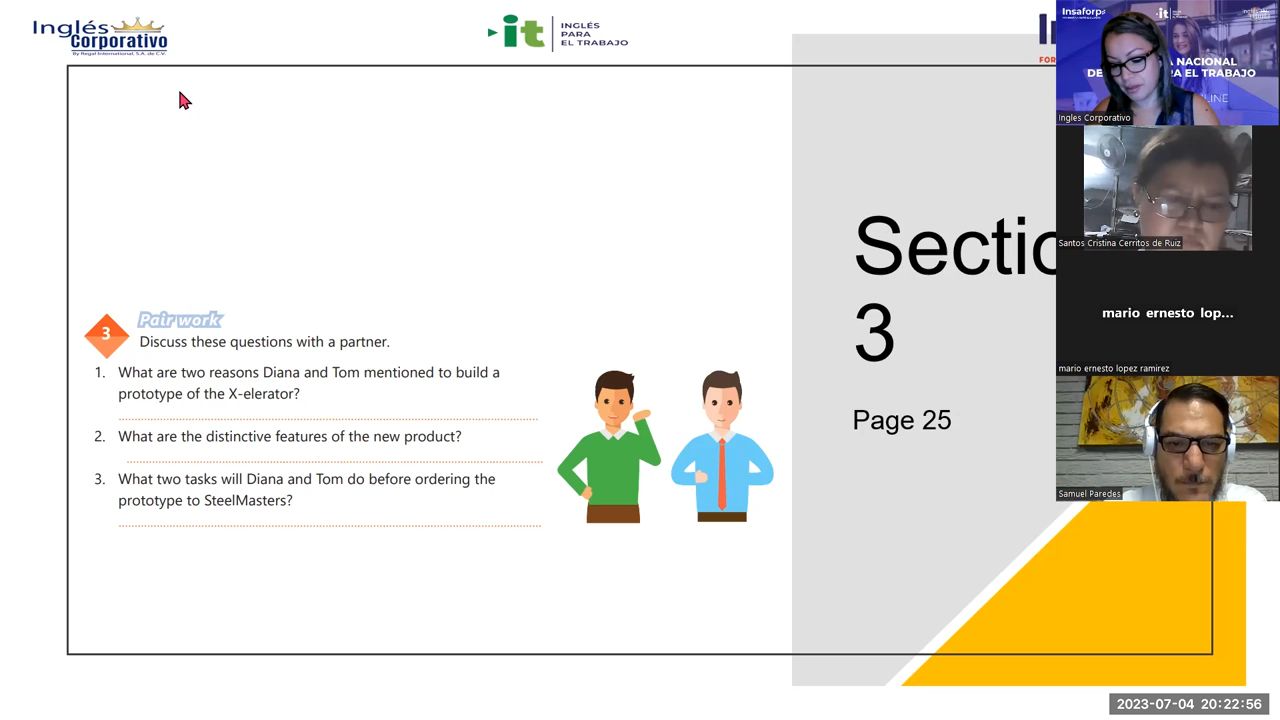 Inglés
Corporativo
By Regal International, S.A. de C.V.
it
INGLÉS
PARA
EL TRABAJO
FOR
Sectio
3
Page 25
3
Pair work
Discuss these questions with a partner.
1. What are two reasons Diana and Tom mentioned to build a
prototype of the X-elerator?
2. What are the distinctive features of the new product?
3. What two tasks will Diana and Tom do before ordering the
prototype to SteelMasters?
Insaforp
it
A NACIONAL
DE
PARA EL TRABAJO
LINE
Ingles Corporativo
Santos Cristina Cerritos de Ruiz
mario ernesto lop...
mario ernesto lopez ramirez
Samuel Paredes
2023-07-04 20:22:56